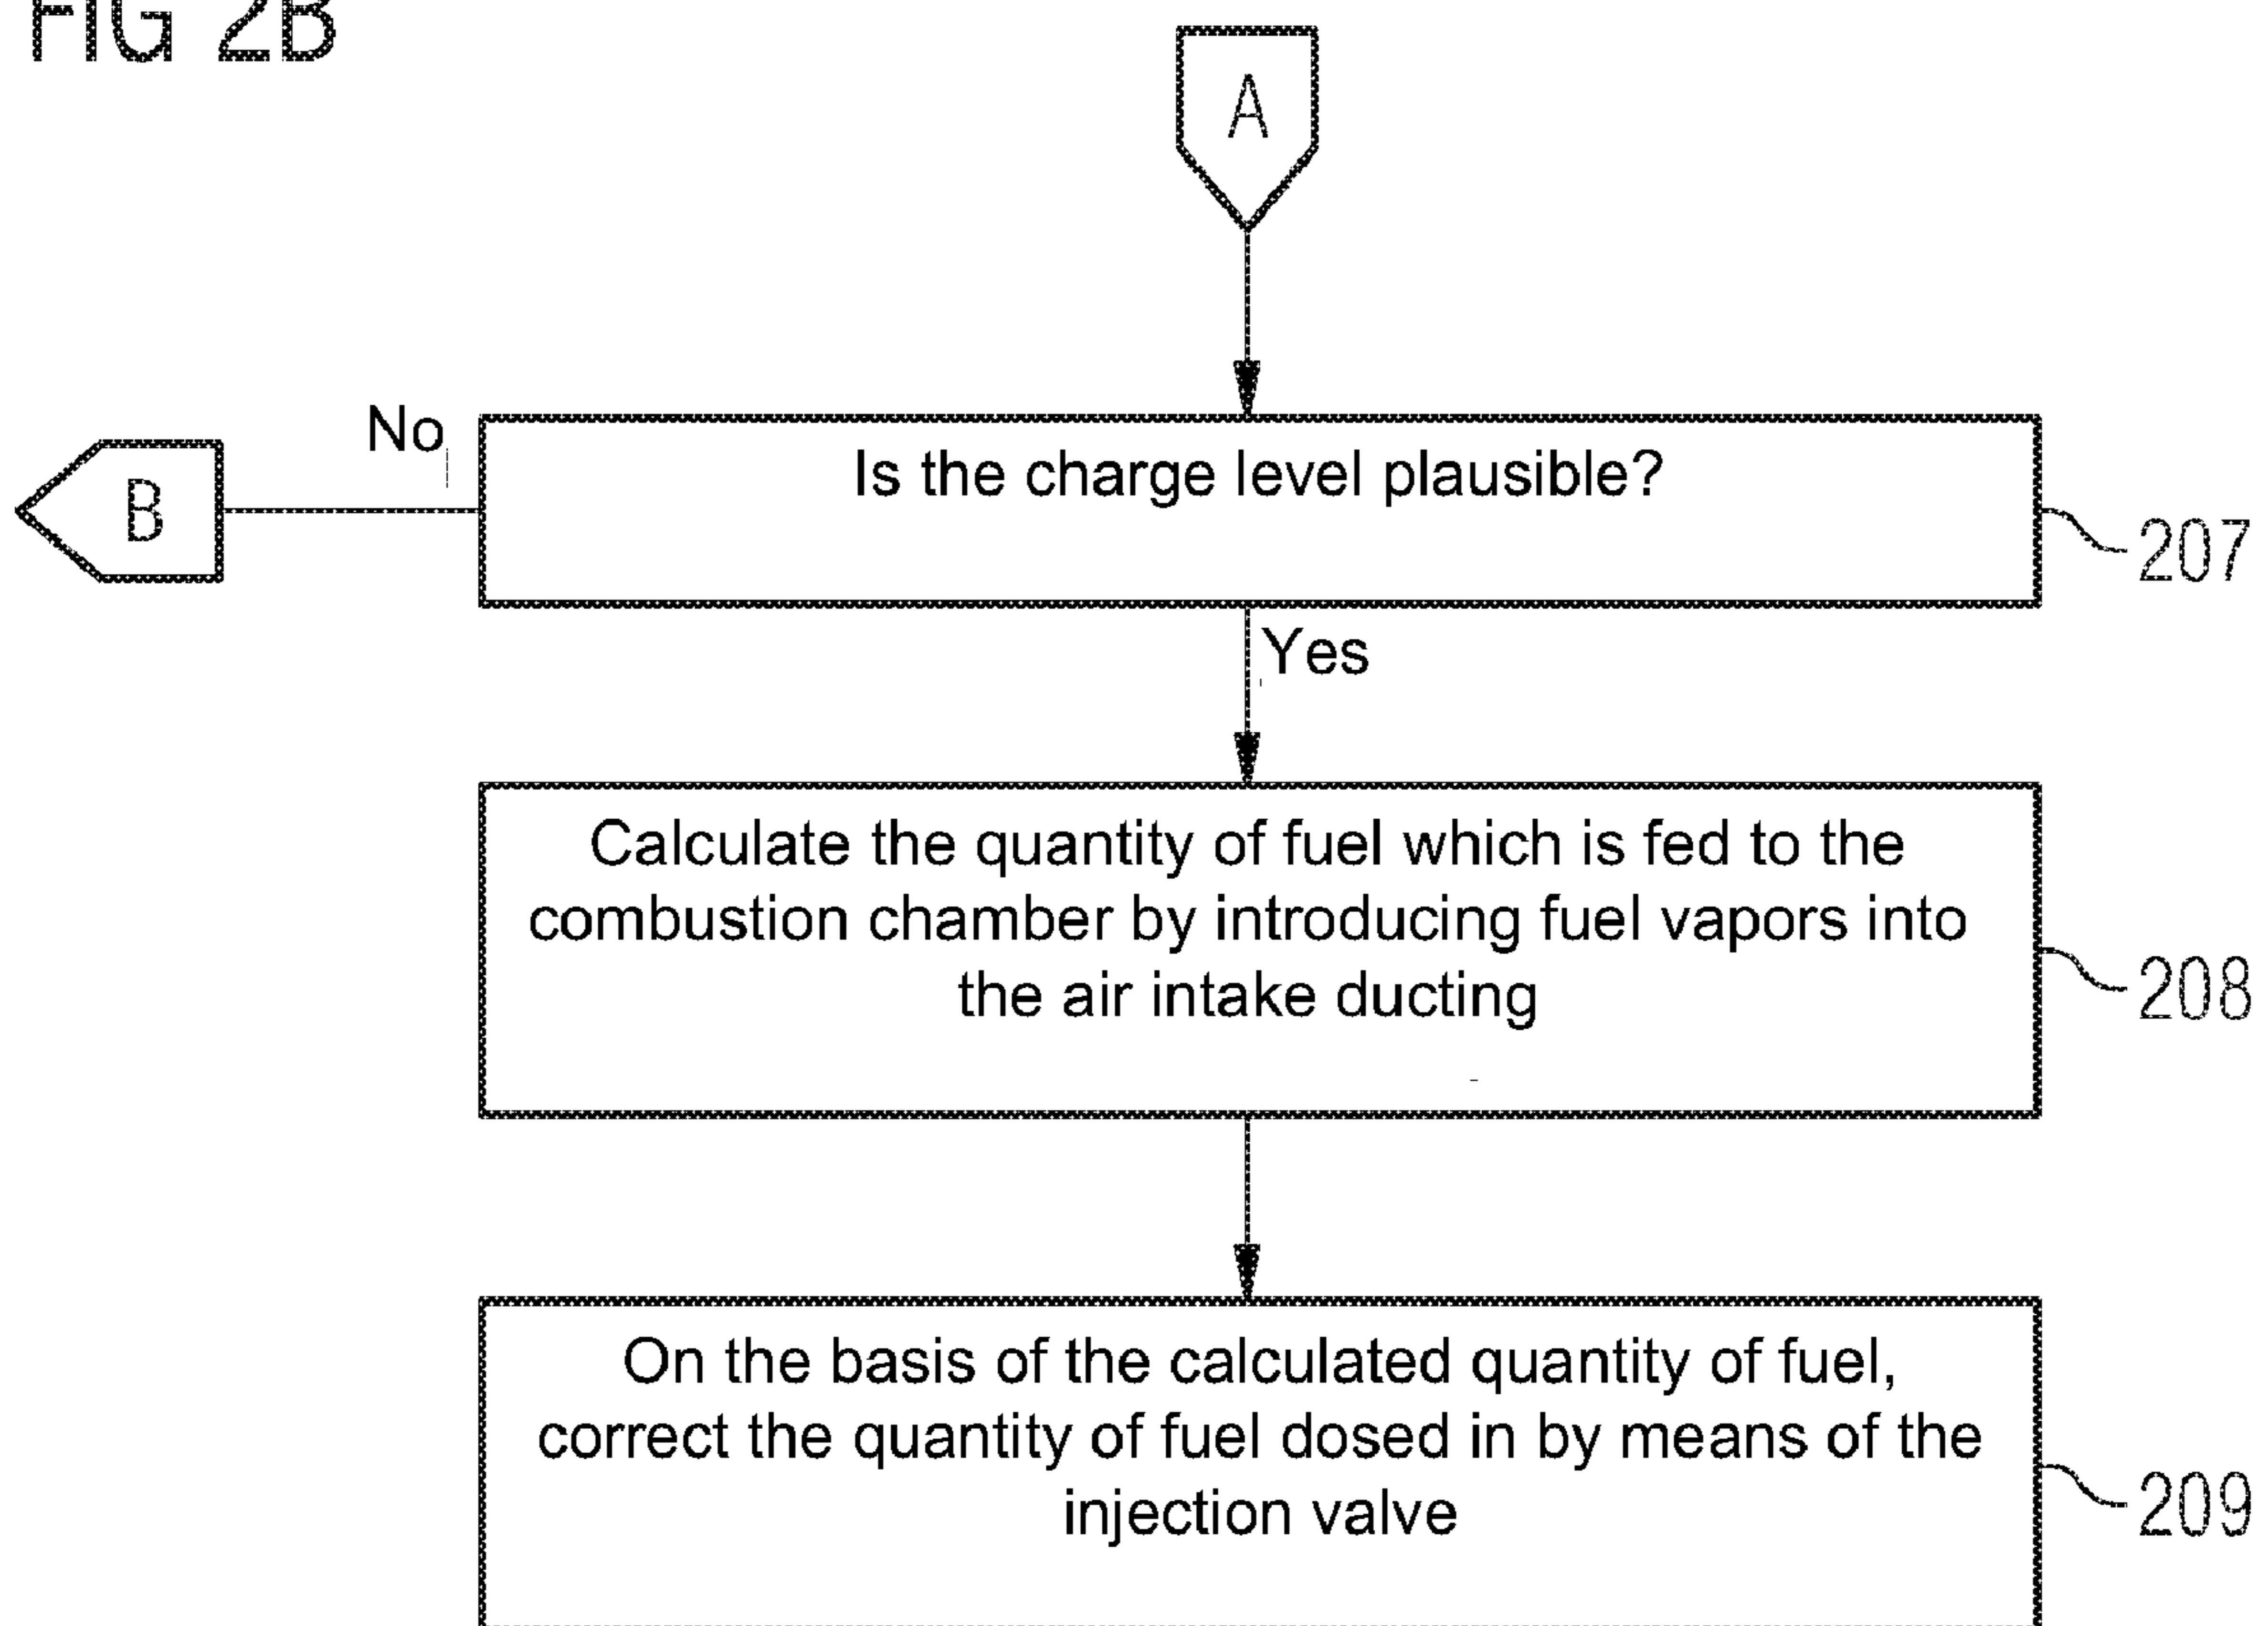 FIG 2B
A
No
B
Is the charge level plausible?
207
Yes
Calculate the quantity of fuel which is fed to the
combustion chamber by introducing fuel vapors into
the air intake ducting
208
On the basis of the calculated quantity of fuel,
correct the quantity of fuel dosed in by means of the
injection valve
209